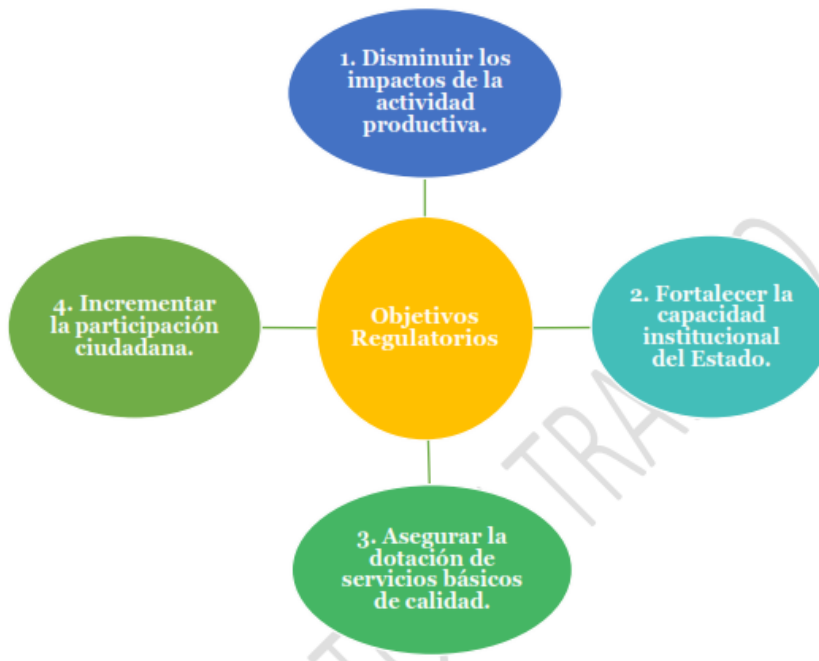 1. Disminuir los
impactos de la
actividad
productiva.
Objetivos
Regulatorios
2. Fortalecer la
capacidad
institucional
del Estado.
3. Asegurar la
dotación de
servicios básicos
de calidad.
4. Incrementar
la participación
ciudadana.